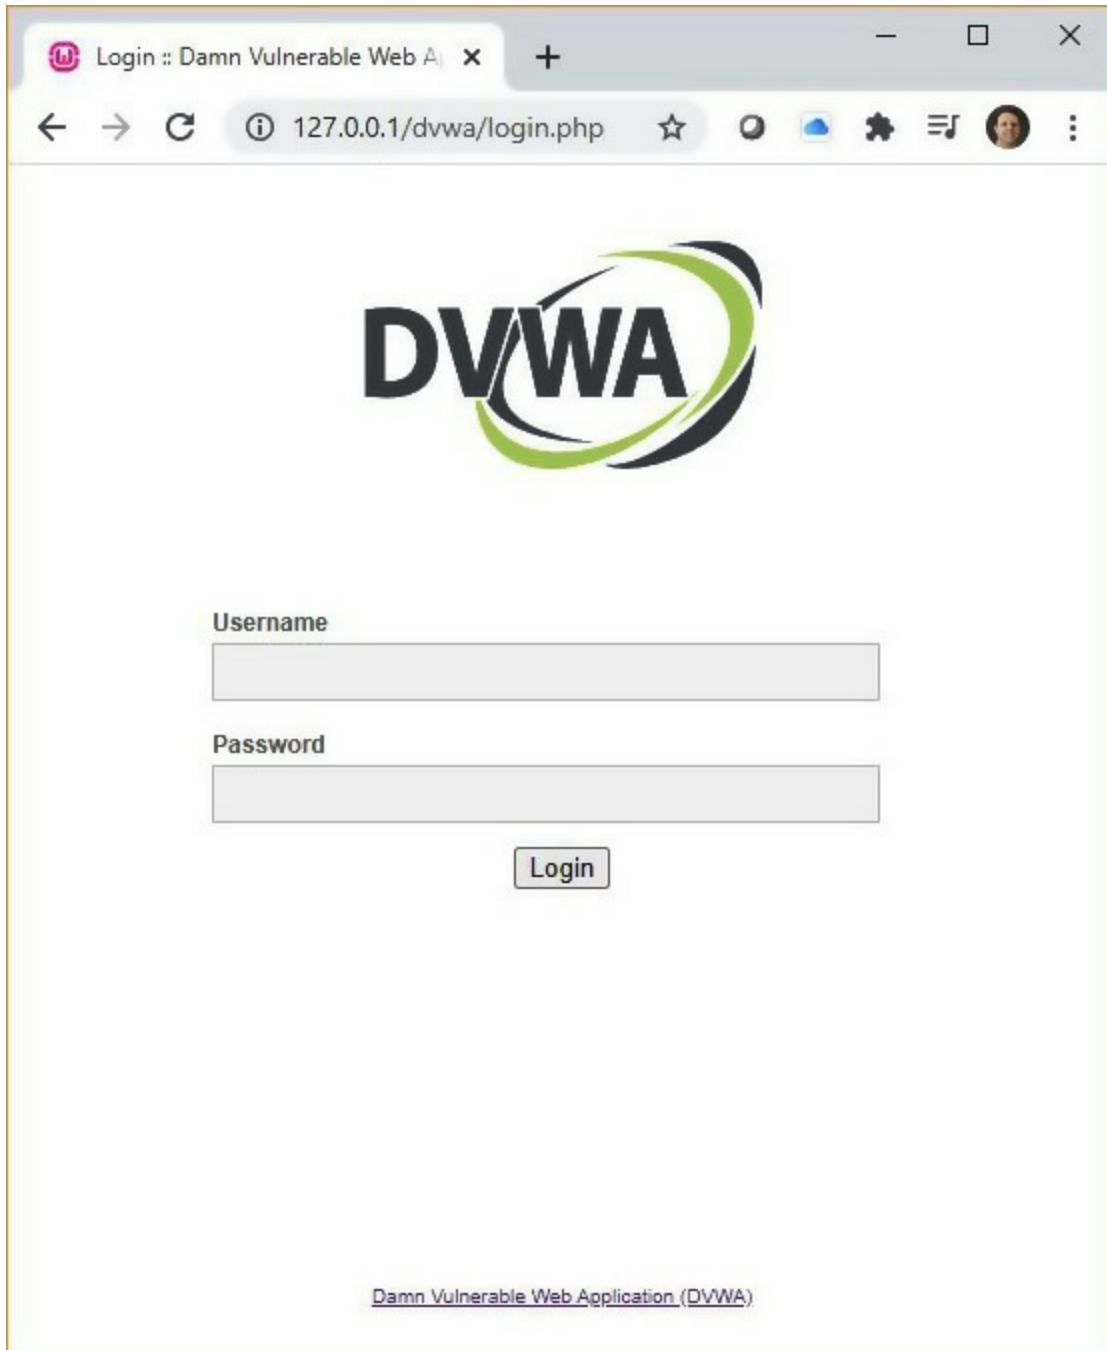 Login :: Damn Vulnerable Web A
127.0.0.1/dvwa/login.php
DVWA
Username
Password
Login
Damn Vulnerable Web Application (DVWA)